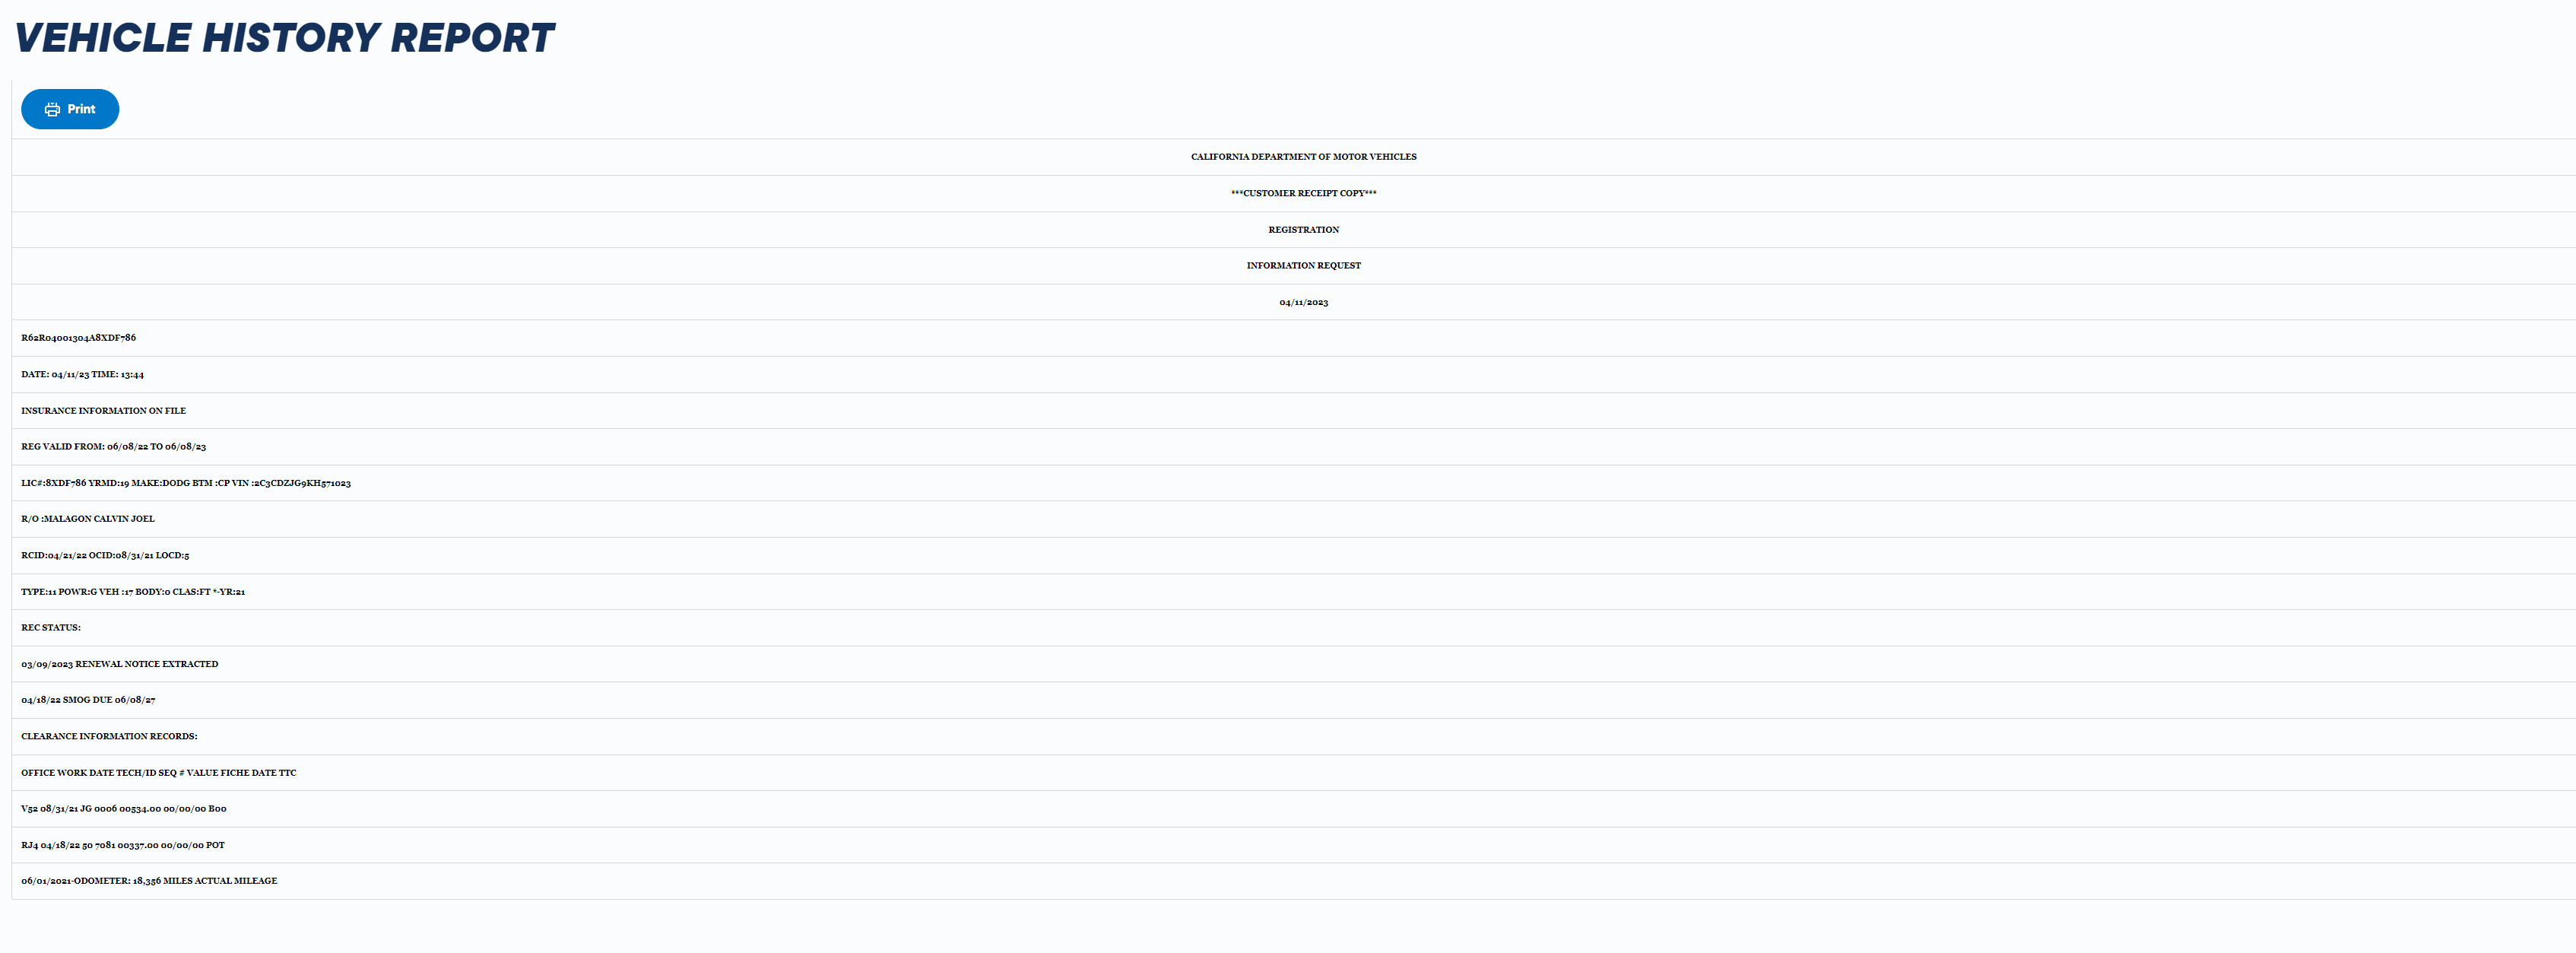 VEHICLE HISTORY REPORT
Print
CALIFORNIA DEPARTMENT OF MOTOR VEHICLES
***CUSTOMER RECEIPT COPY***
REGISTRATION
INFORMATION REQUEST
04/11/2023
R62R04001304A8XDF786
DATE: 04/11/23 TIME: 13:44
INSURANCE INFORMATION ON FILE
REG VALID FROM: 06/08/22 TO 06/08/23
LIC#:8XDF786 YRMD:19 MAKE:DODG BTM :CP VIN :2C3CDZJG9KH571023
R/O :MALAGON CALVIN JOEL
RCID:04/21/22 OCID:08/31/21 LOCD:5
TYPE:11 POWR:G VEH :17 BODY:0 CLAS:FT *-YR:21
REC STATUS:
03/09/2023 RENEWAL NOTICE EXTRACTED
04/18/22 SMOG DUE 06/08/27
CLEARANCE INFORMATION RECORDS:
OFFICE WORK DATE TECH/ID SEQ # VALUE FICHE DATE TTC
V52 08/31/21 JG 0006 00534.00 00/00/00 B00
RJ4 04/18/22 50 7081 00337.00 00/00/00 POT
06/01/2021-ODOMETER: 18,356 MILES ACTUAL MILEAGE